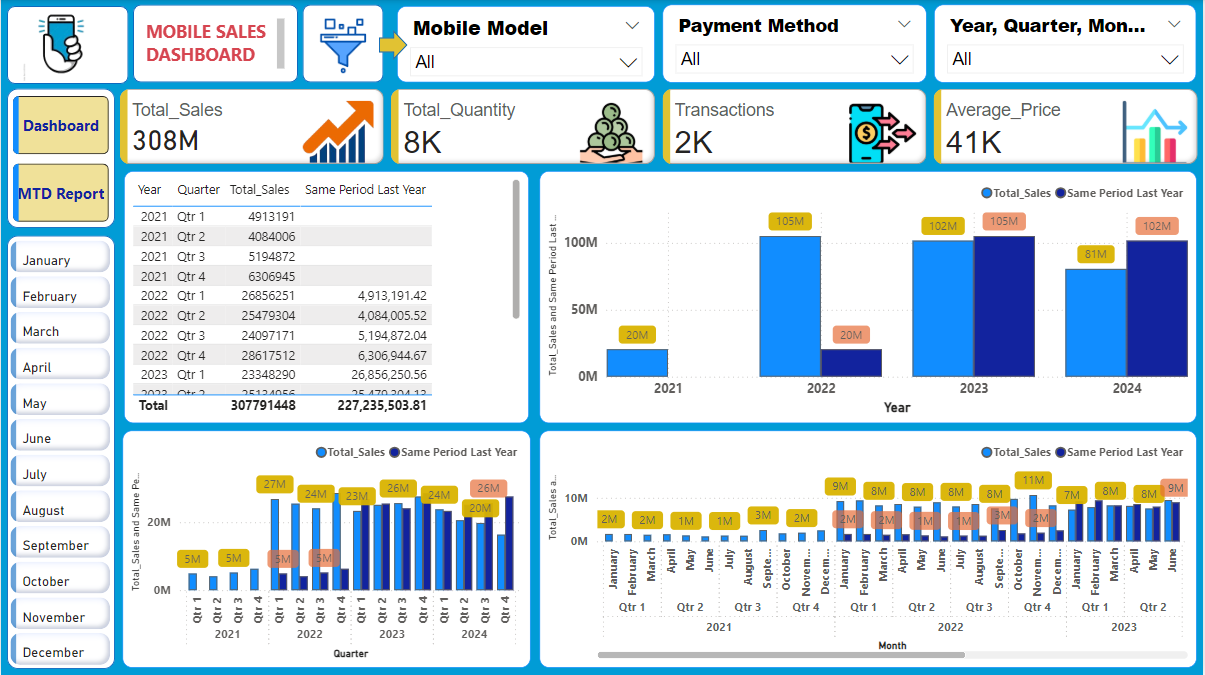 MOBILE SALES
DASHBOARD
Mobile Model
All
Payment Method
All
Year, Quarter, Mon...
All
Dashboard
MTD Report
Total_Sales
308M
Total_Quantity
8K
Transactions
2K
Average_Price
41K
January
February
March
April
May
June
July
August
September
October
November
December
Year Quarter Total_Sales Same Period Last Year
2021 Qtr 1 4913191
2021 Qtr 2 4084006
2021 Qtr 3 5194872
2021 Qtr 4 6306945
2022 Qtr 1 26856251 4,913,191.42
2022 Qtr 2 25479304 4,084,005.52
2022 Qtr 3 24097171 5,194,872.04
2022 Qtr 4 28617512 6,306,944.67
2023 Qtr 1 23348290 26,856,250.56
2023 Qtr 2 25134956 25,479,304.13
Total 307791448 227,235,503.81
Total_Sales Same Period Last Year
Total_Sales and Same Period Last ...
100M
50M
0M
20M
105M
20M
102M
105M
81M
102M
2021 2022 2023 2024
Year
Total_Sales Same Period Last Year
Total_Sales and Same Pe...
20M
0M
5M 5M 27M 24M 23M 26M 24M 20M 26M
5M 5M
Qtr 1 Qtr 2 Qtr 3 Qtr 4 Qtr 1 Qtr 2 Qtr 3 Qtr 4 Qtr 1 Qtr 2 Qtr 3 Qtr 4 Qtr 1 Qtr 2 Qtr 3 Qtr 4
2021 2022 2023 2024
Quarter
Total_Sales Same Period Last Year
Total_Sales a...
10M
0M
2M 2M 1M 1M 3M 2M 9M 8M 8M 8M 8M 11M 7M 8M 8M 9M
2M 2M 1M 1M 3M 2M
January February March April May June July August Septe... October Novem... Decem... January February March April May June July August Septe... October Novem... Decem... January February March April May June
Qtr 1 Qtr 2 Qtr 3 Qtr 4 Qtr 1 Qtr 2 Qtr 3 Qtr 4 Qtr 1 Qtr 2
2021 2022 2023
Month